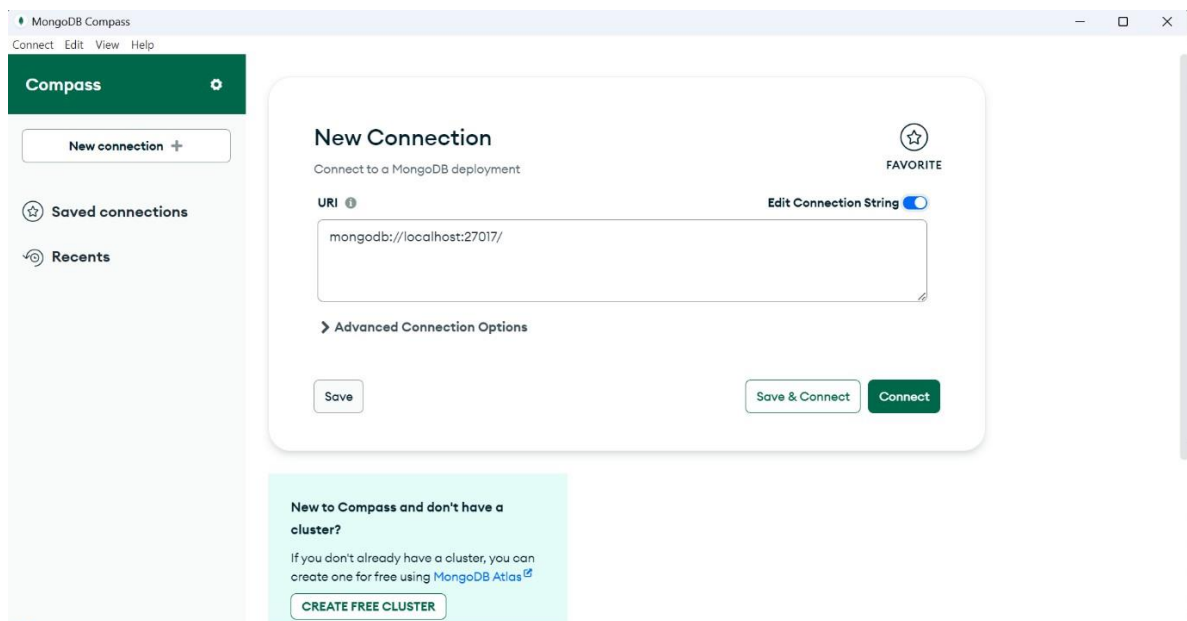 MongoDB Compass
Connect Edit View Help
Compass
New connection +
Saved connections
Recents
New Connection
Connect to a MongoDB deployment
FAVORITE
URI
Edit Connection String
mongodb://localhost:27017/
Advanced Connection Options
Save
Save & Connect
Connect
New to Compass and don't have a
cluster?
If you don't already have a cluster, you can
create one for free using MongoDB Atlas
CREATE FREE CLUSTER